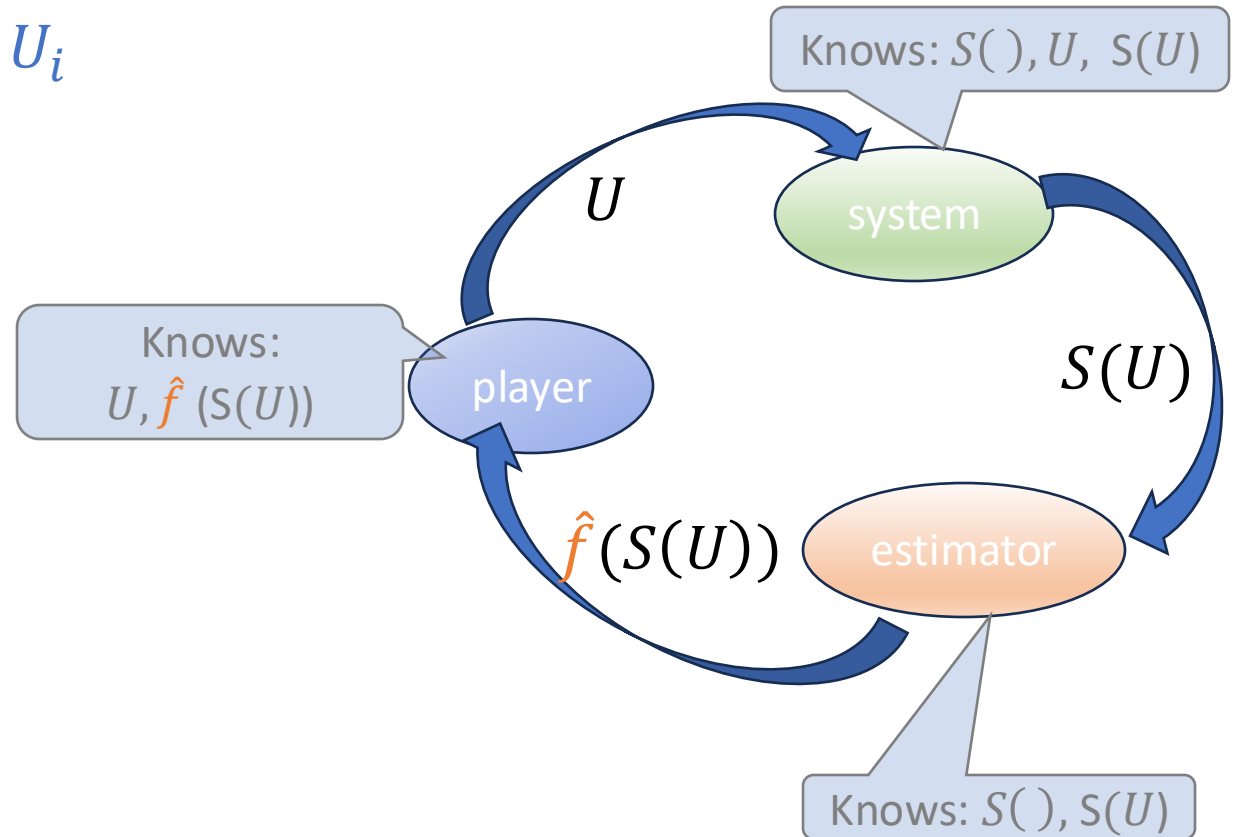 U_i
Knows: S( ), U, S(U)
U
system
S(U)
Knows:
U, f̂ (S(U))
player
f̂(S(U))
estimator
Knows: S( ), S(U)